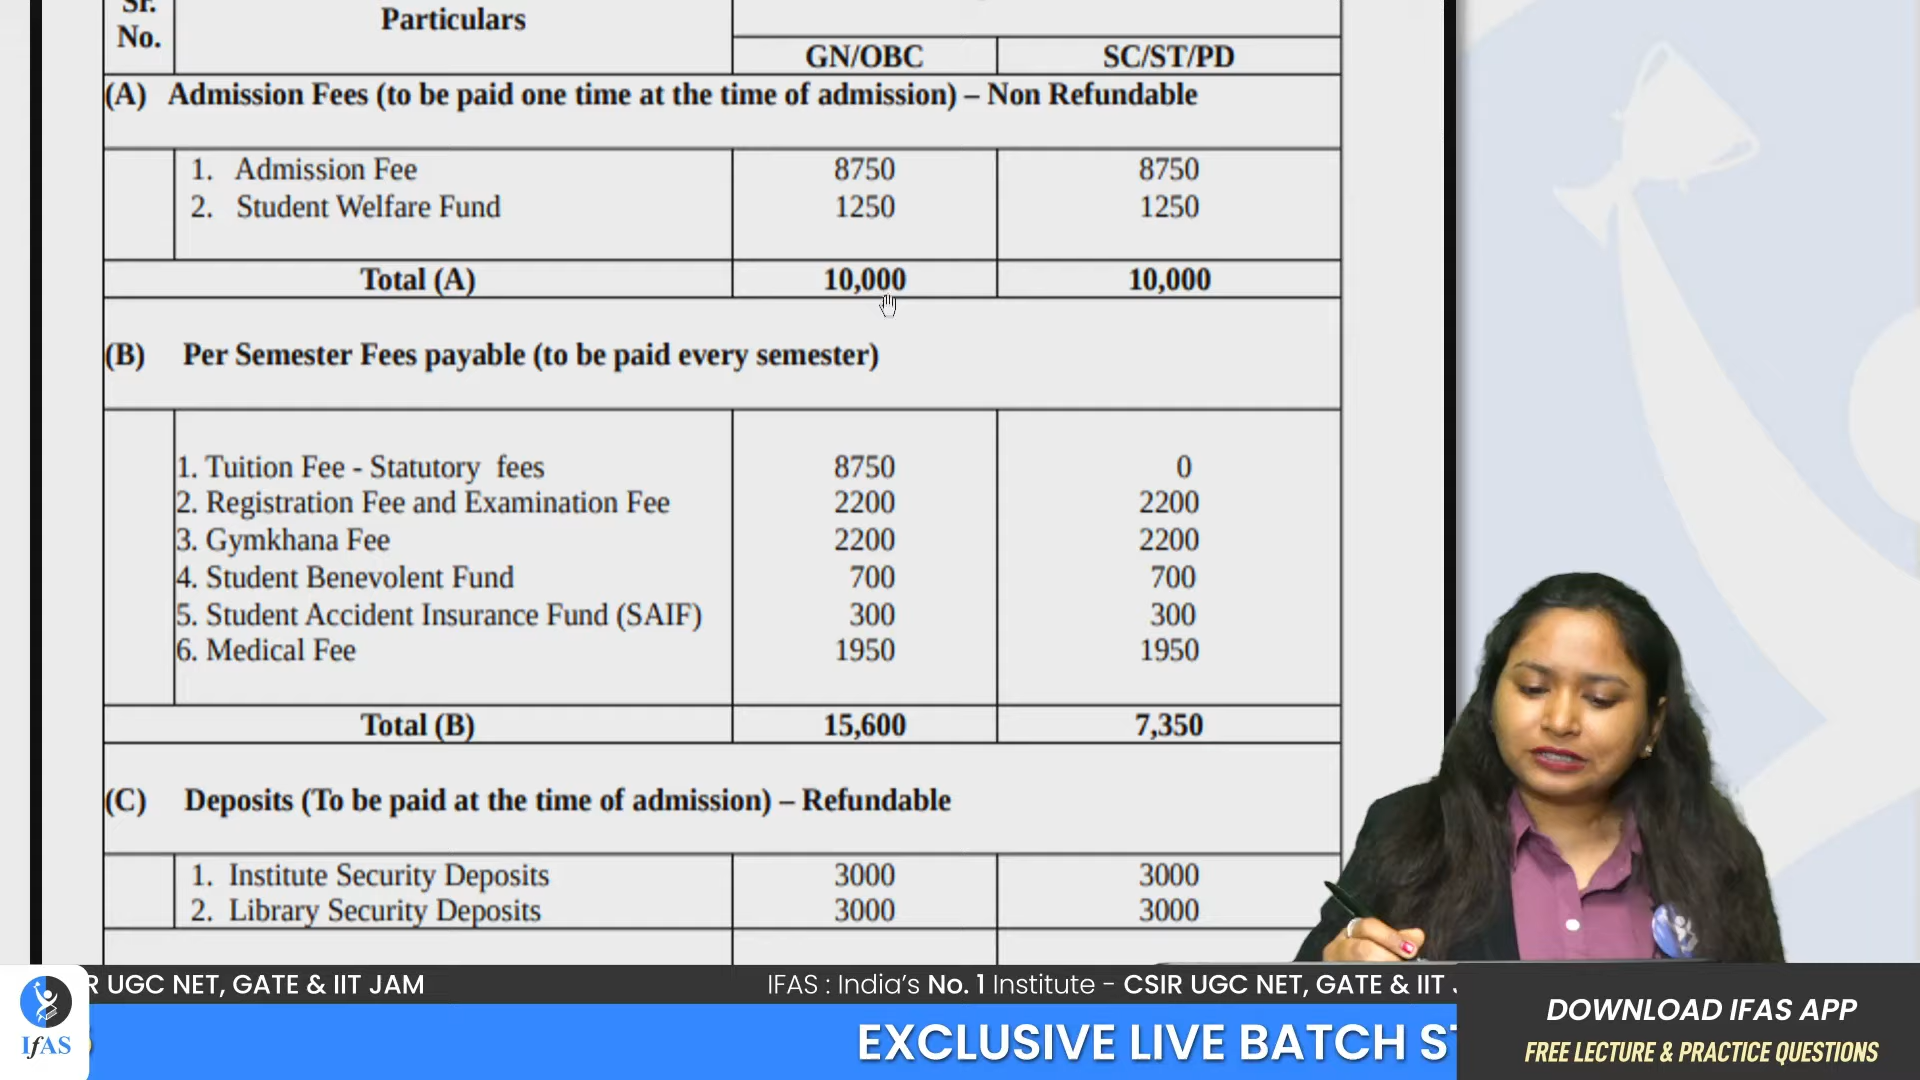 Sr.
No.
Particulars
GN/OBC SC/ST/PD
(A) Admission Fees (to be paid one time at the time of admission) – Non Refundable
1. Admission Fee 8750 8750
2. Student Welfare Fund 1250 1250
Total (A) 10,000 10,000
(B) Per Semester Fees payable (to be paid every semester)
1. Tuition Fee - Statutory fees 8750 0
2. Registration Fee and Examination Fee 2200 2200
3. Gymkhana Fee 2200 2200
4. Student Benevolent Fund 700 700
5. Student Accident Insurance Fund (SAIF) 300 300
6. Medical Fee 1950 1950
Total (B) 15,600 7,350
(C) Deposits (To be paid at the time of admission) – Refundable
1. Institute Security Deposits 3000 3000
2. Library Security Deposits 3000 3000
R UGC NET, GATE & IIT JAM IFAS : India's No. 1 Institute - CSIR UGC NET, GATE & IIT
EXCLUSIVE LIVE BATCH ST
IfAS
DOWNLOAD IFAS APP
FREE LECTURE & PRACTICE QUESTIONS